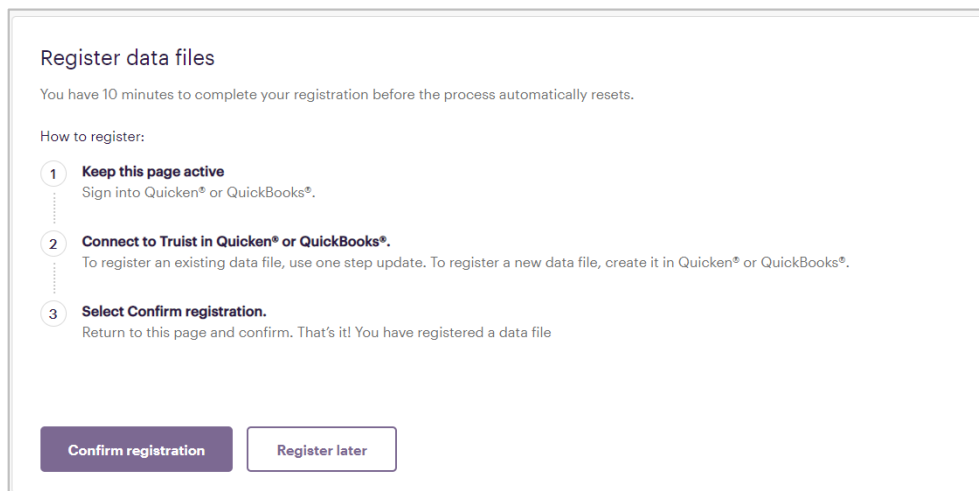 Register data files
You have 10 minutes to complete your registration before the process automatically resets.
How to register:
1 Keep this page active
Sign into Quicken® or QuickBooks®.
2 Connect to Truist in Quicken® or QuickBooks®.
To register an existing data file, use one step update. To register a new data file, create it in Quicken® or QuickBooks®.
3 Select Confirm registration.
Return to this page and confirm. That's it! You have registered a data file
Confirm registration Register later